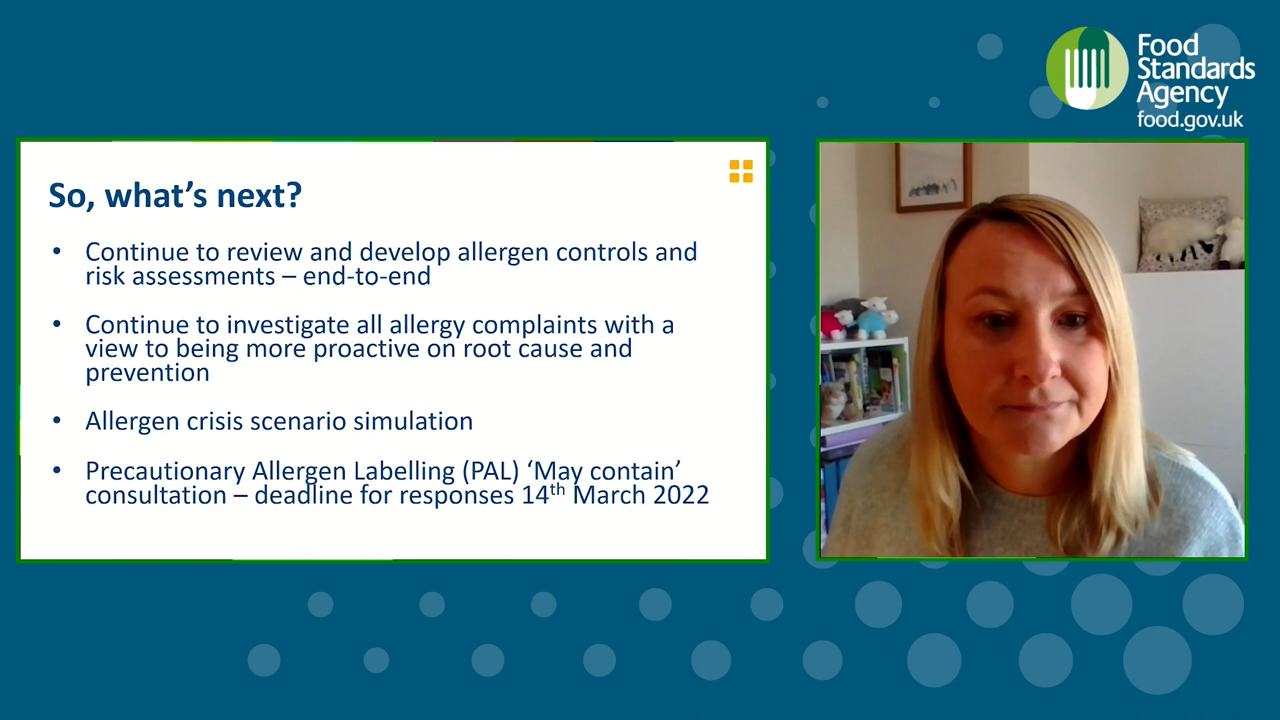 Food
Standards
Agency
food.gov.uk
So, what’s next?
• Continue to review and develop allergen controls and
risk assessments – end-to-end
• Continue to investigate all allergy complaints with a
view to being more proactive on root cause and
prevention
• Allergen crisis scenario simulation
• Precautionary Allergen Labelling (PAL) ‘May contain’
consultation – deadline for responses 14th March 2022